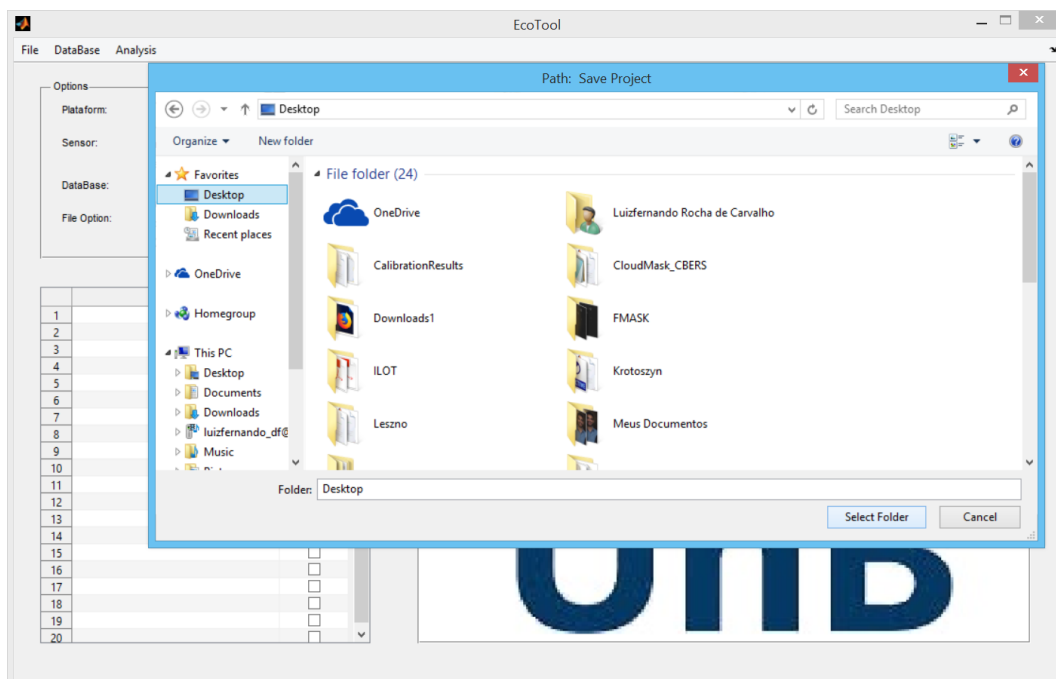 EcoTool
File DataBase Analysis
Options
Plataform:
Sensor:
DataBase:
File Option:
Path: Save Project
Desktop
Search Desktop
Organize
New folder
Favorites
Desktop
Downloads
Recent places
OneDrive
Homegroup
This PC
Desktop
Documents
Downloads
luizfernando_df@
Music
File folder (24)
OneDrive
Luizfernando Rocha de Carvalho
CalibrationResults
CloudMask_CBERS
Downloads1
FMASK
ILOT
Krotoszyn
Leszno
Meus Documentos
Folder: Desktop
Select Folder
Cancel
1
2
3
4
5
6
7
8
9
10
11
12
13
14
15
16
17
18
19
20
UnB